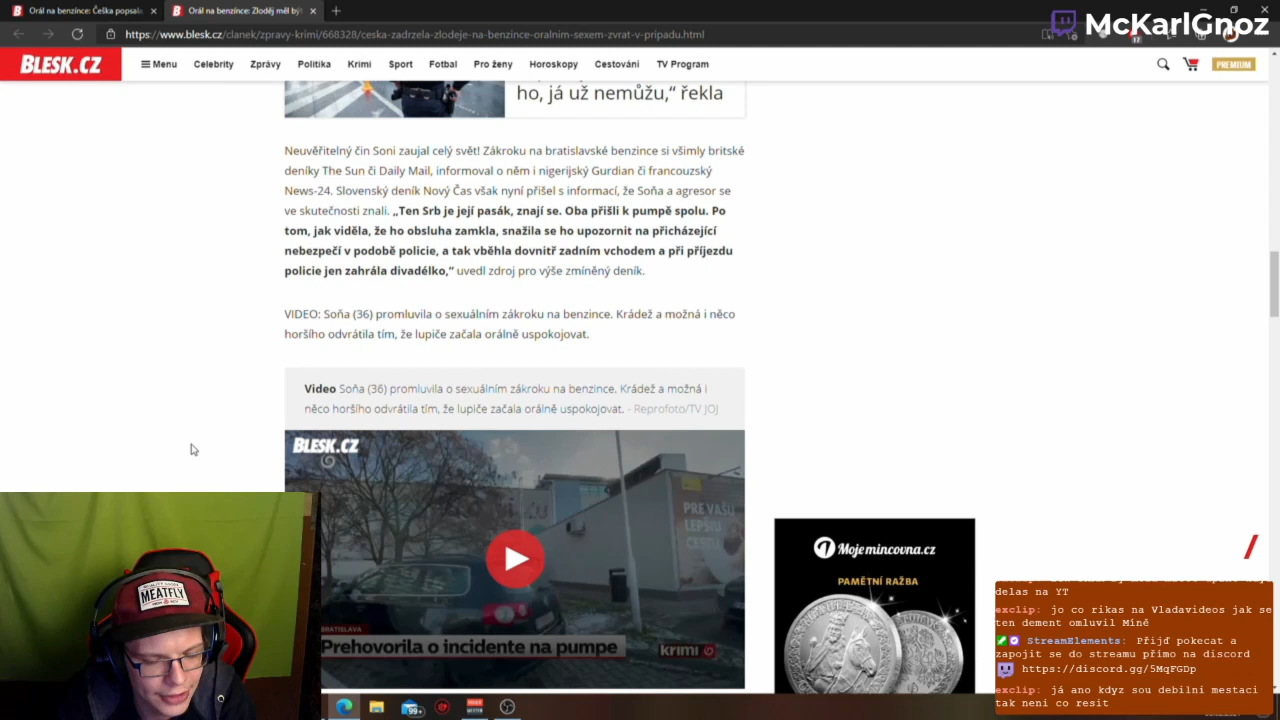 Orál na benzince: Češka popsala
Orál na benzince: Zloděj měl být
McKarlGnoz
https://www.blesk.cz/clanek/zpravy-krimi/668328/ceska-zadrzela-zlodeje-na-benzince-oralnim-sexem-zvrat-v-pripadu.html
BLESK.CZ
Menu Celebrity Zprávy Politika Krimi Sport Fotbal Pro ženy Horoskopy Cestování TV Program
PREMIUM
ho, já už nemůžu,“ řekla
Neuvěřitelný čin Soni zaujal celý svět! Zákroku na bratislavské benzince si všimly britské
deníky The Sun či Daily Mail, informoval o něm i nigerijský Gurdian či francouzský
News-24. Slovenský deník Nový Čas však nyní přišel s informací, že Soňa a agresor se
ve skutečnosti znali. „Ten Srb je její pasák, znají se. Oba přišli k pumpě spolu. Po
tom, jak viděla, že ho obsluha zamkla, snažila se ho upozornit na přicházející
nebezpečí v podobě policie, a tak vběhla dovnitř zadním vchodem a při příjezdu
policie jen zahrála divadélko,“ uvedl zdroj pro výše zmíněný deník.
VIDEO: Soňa (36) promluvila o sexuálním zákroku na benzince. Krádež a možná i něco
horšího odvrátila tím, že lupiče začala orálně uspokojovat.
Video Soňa (36) promluvila o sexuálním zákroku na benzince. Krádež a možná i
něco horšího odvrátila tím, že lupiče začala orálně uspokojovat. - Reprofoto/TV JOJ
BLESK.CZ
PRE VAŠU
LEPŠIU
CESTU
BRATISLAVA
Prehovorila o incidente na pumpe
krimi
Mojemincovna.cz
PAMĚTNÍ RAŽBA
MEATFLY
delas na YT
exclip: jo co rikas na Vladavideos jak se
ten dement omluvil Míně
StreamElements: Přijď pokecat a
zapojit se do streamu přímo na discord
https://discord.gg/5MqFGDp
exclip: já ano kdyz sou debilni mestaci
tak neni co resit
99+